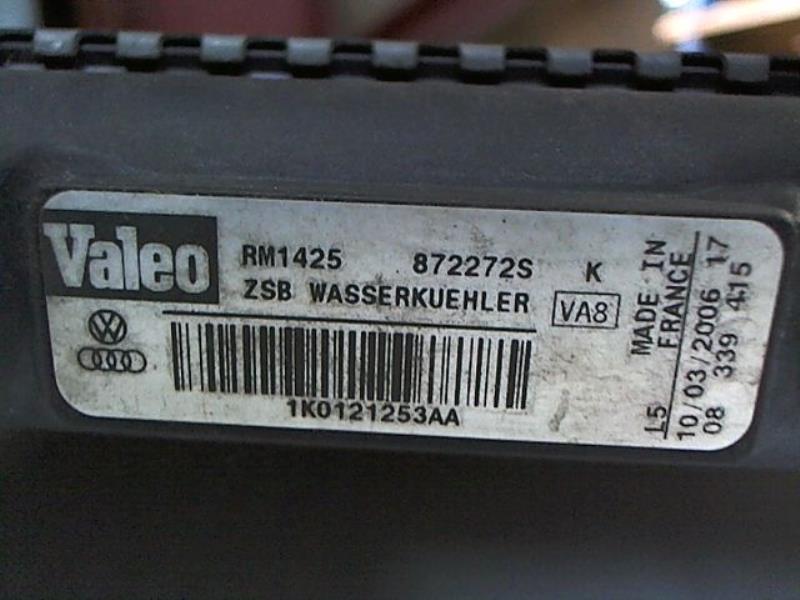 Valeo
RM1425 872272S K
ZSB WASSERKUEHLER VA8
1K0121253AA
MADE IN
FRANCE
L5 10/03/2006 17
08 339 415